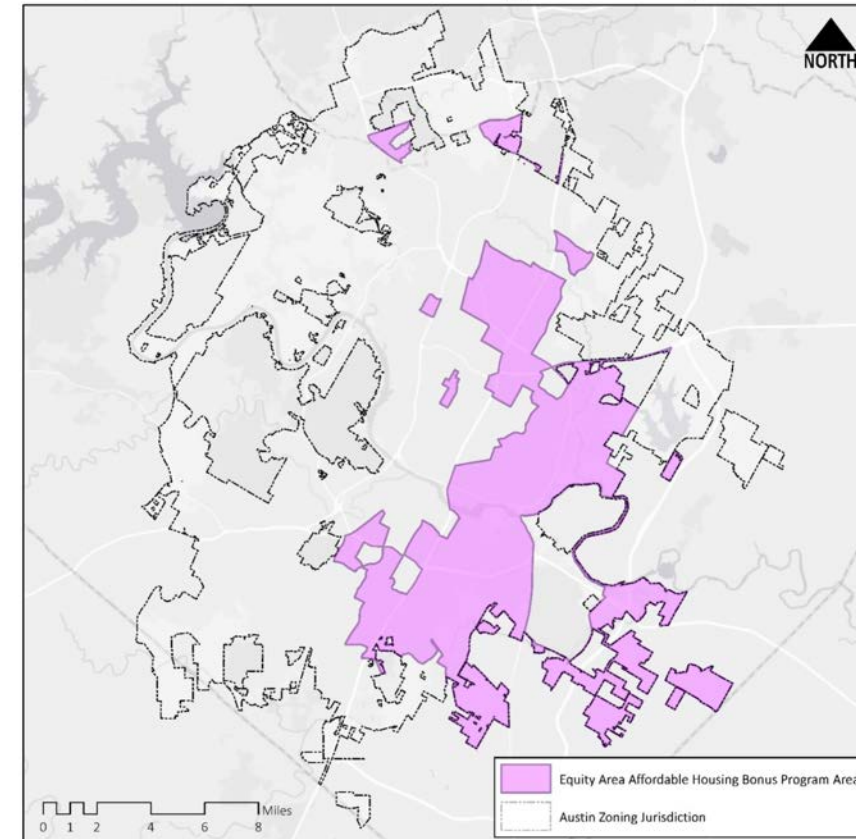 NORTH
Equity Area Affordable Housing Bonus Program Area
Austin Zoning Jurisdiction
Miles
0 1 2 4 6 8